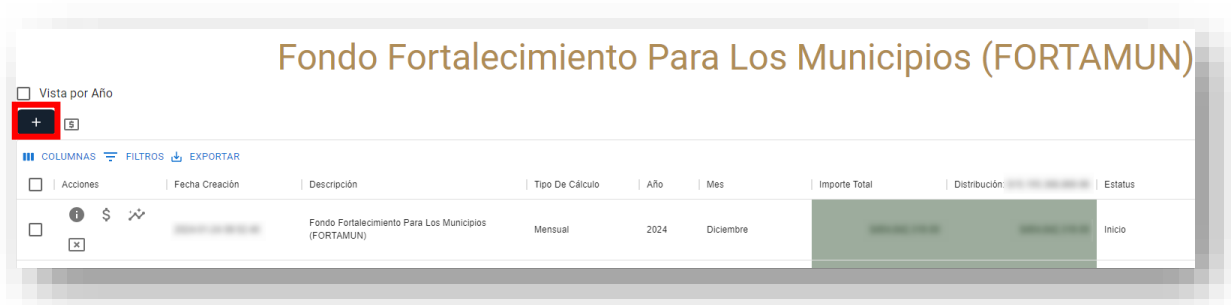 Fondo Fortalecimiento Para Los Municipios (FORTAMUN)
Vista por Año
+
COLUMNAS FILTROS EXPORTAR
Acciones Fecha Creación Descripción Tipo De Cálculo Año Mes Importe Total Distribución: Estatus
Fondo Fortalecimiento Para Los Municipios
(FORTAMUN) Mensual 2024 Diciembre Inicio